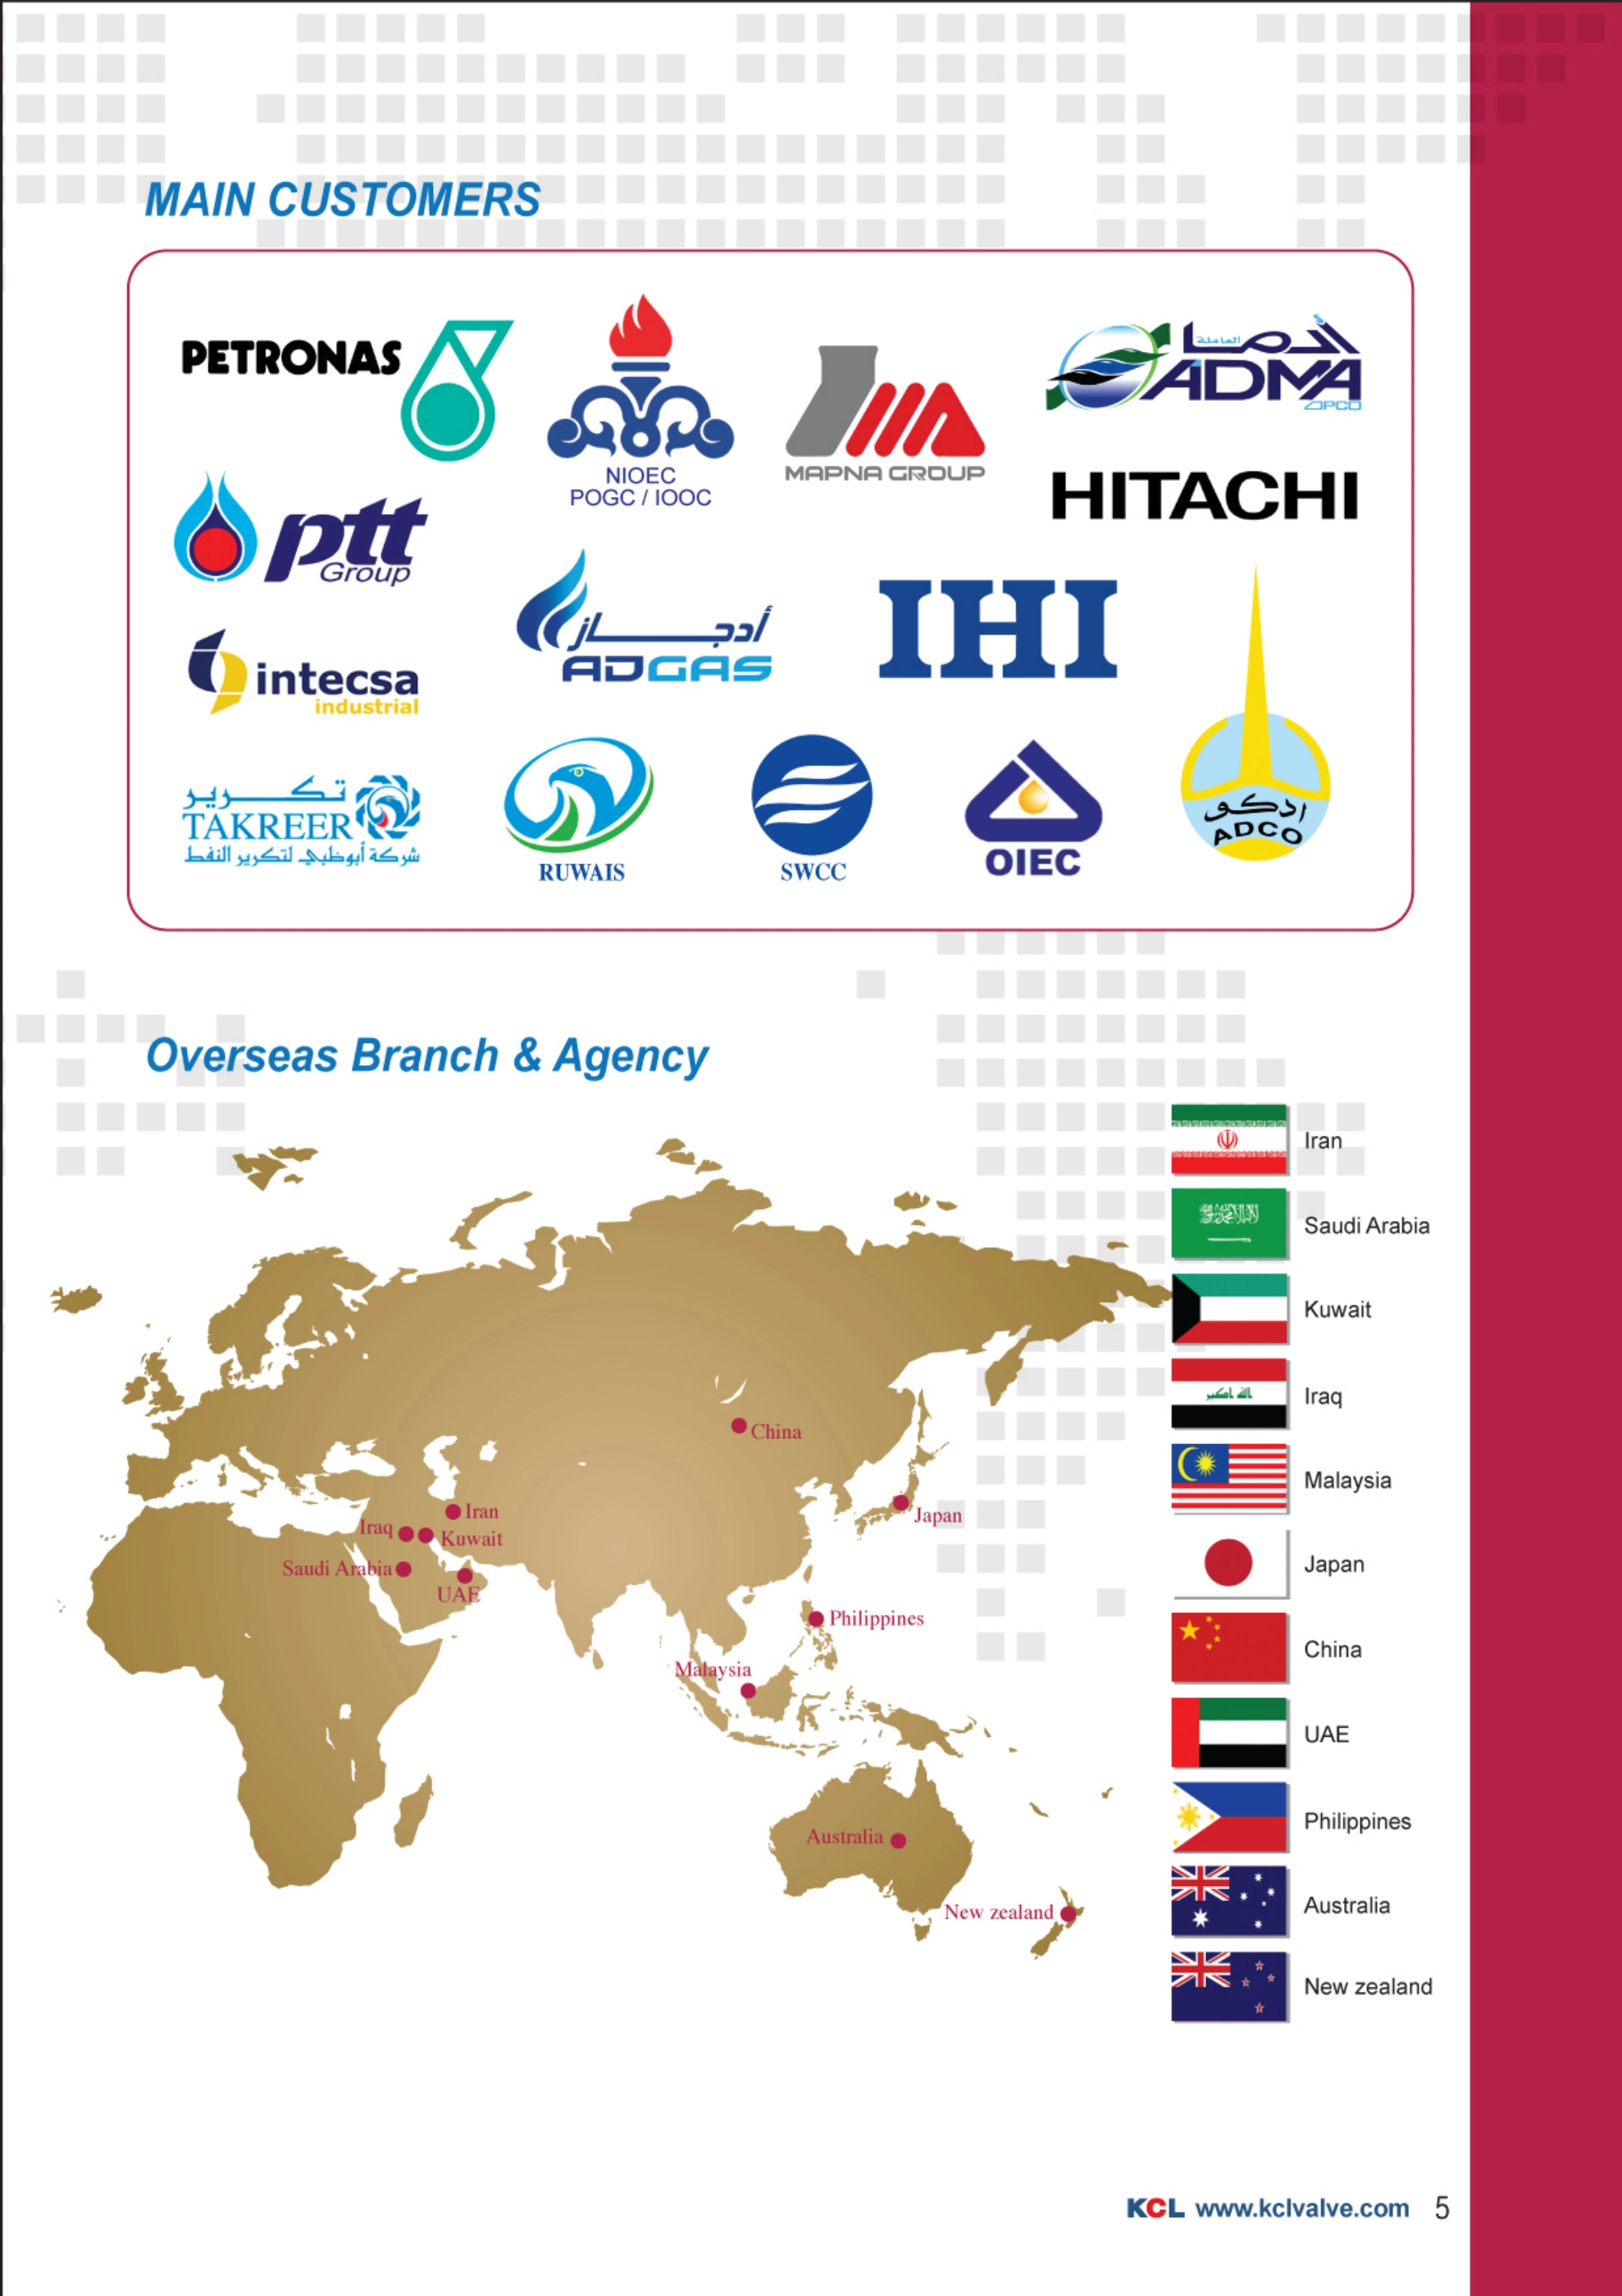 MAIN CUSTOMERS
PETRONAS
NIOEC
POGC / IOOC
MAPNA GROUP
أدما
العاملة
ADMA
OPCO
ptt
Group
HITACHI
أدجاز
ADGAS
IHI
intecsa
industrial
تكرير
TAKREER
شركة أبوظبي لتكرير النفط
RUWAIS
SWCC
OIEC
ادكو
ADCO
Overseas Branch & Agency
China
Iran
Iraq
Kuwait
Saudi Arabia
UAE
Japan
Philippines
Malaysia
Australia
New zealand
Iran
Saudi Arabia
Kuwait
الله اكبر
Iraq
Malaysia
Japan
China
UAE
Philippines
Australia
New zealand
KCL www.kclvalve.com 5